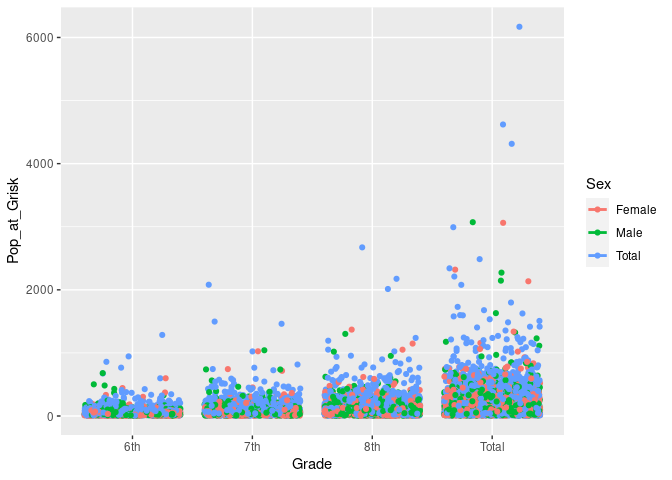 6000
4000
2000
0
Pop_at_Grisk
6th 7th 8th Total
Grade
Sex
Female
Male
Total